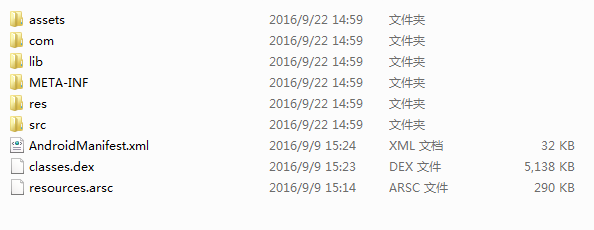 assets 2016/9/22 14:59 文件夹
com 2016/9/22 14:59 文件夹
lib 2016/9/22 14:59 文件夹
META-INF 2016/9/22 14:59 文件夹
res 2016/9/22 14:59 文件夹
src 2016/9/22 14:59 文件夹
AndroidManifest.xml 2016/9/9 15:24 XML 文档 32 KB
classes.dex 2016/9/9 15:23 DEX 文件 5,138 KB
resources.arsc 2016/9/9 15:14 ARSC 文件 290 KB